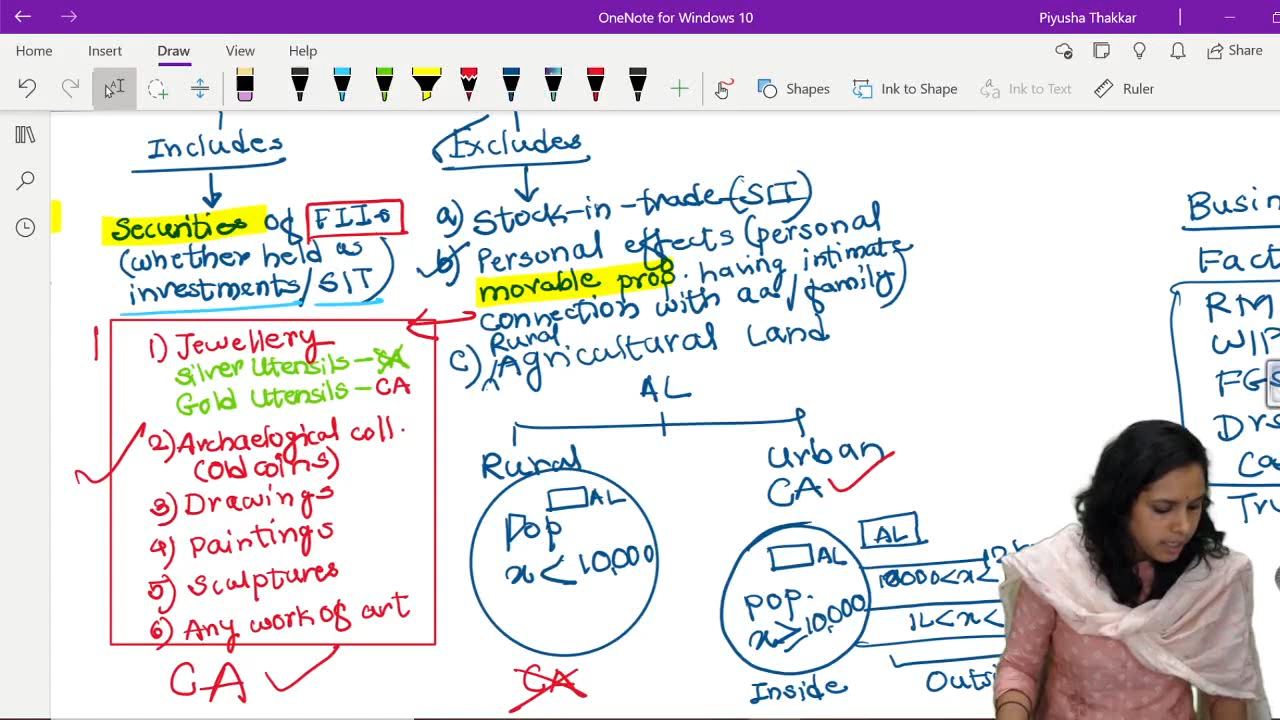 OneNote for Windows 10
Piyusha Thakkar
Home Insert Draw View Help
Share
Shapes
Ink to Shape
Ink to Text
Ruler
Includes
Securities of FIIs
(whether held as
investments/SIT)
1) Jewellery
Silver Utensils -
Gold Utensils - CA
2) Archaelogical coll.
(Old coins)
3) Drawings
4) Paintings
5) Sculptures
6) Any work of art
CA
Excludes
a) Stock-in-trade (SIT)
b) Personal effects (personal
movable prop. having intimate
connection with aa/family)
Rural
c) Agricultural Land
AL
Rural
AL
Pop
x < 10,000
CA
Urban
CA
AL
AL
pop.
x ≥ 10,000
Inside
10000<x<
1L<x<
Busin
Fact
RM
WIP
FGs